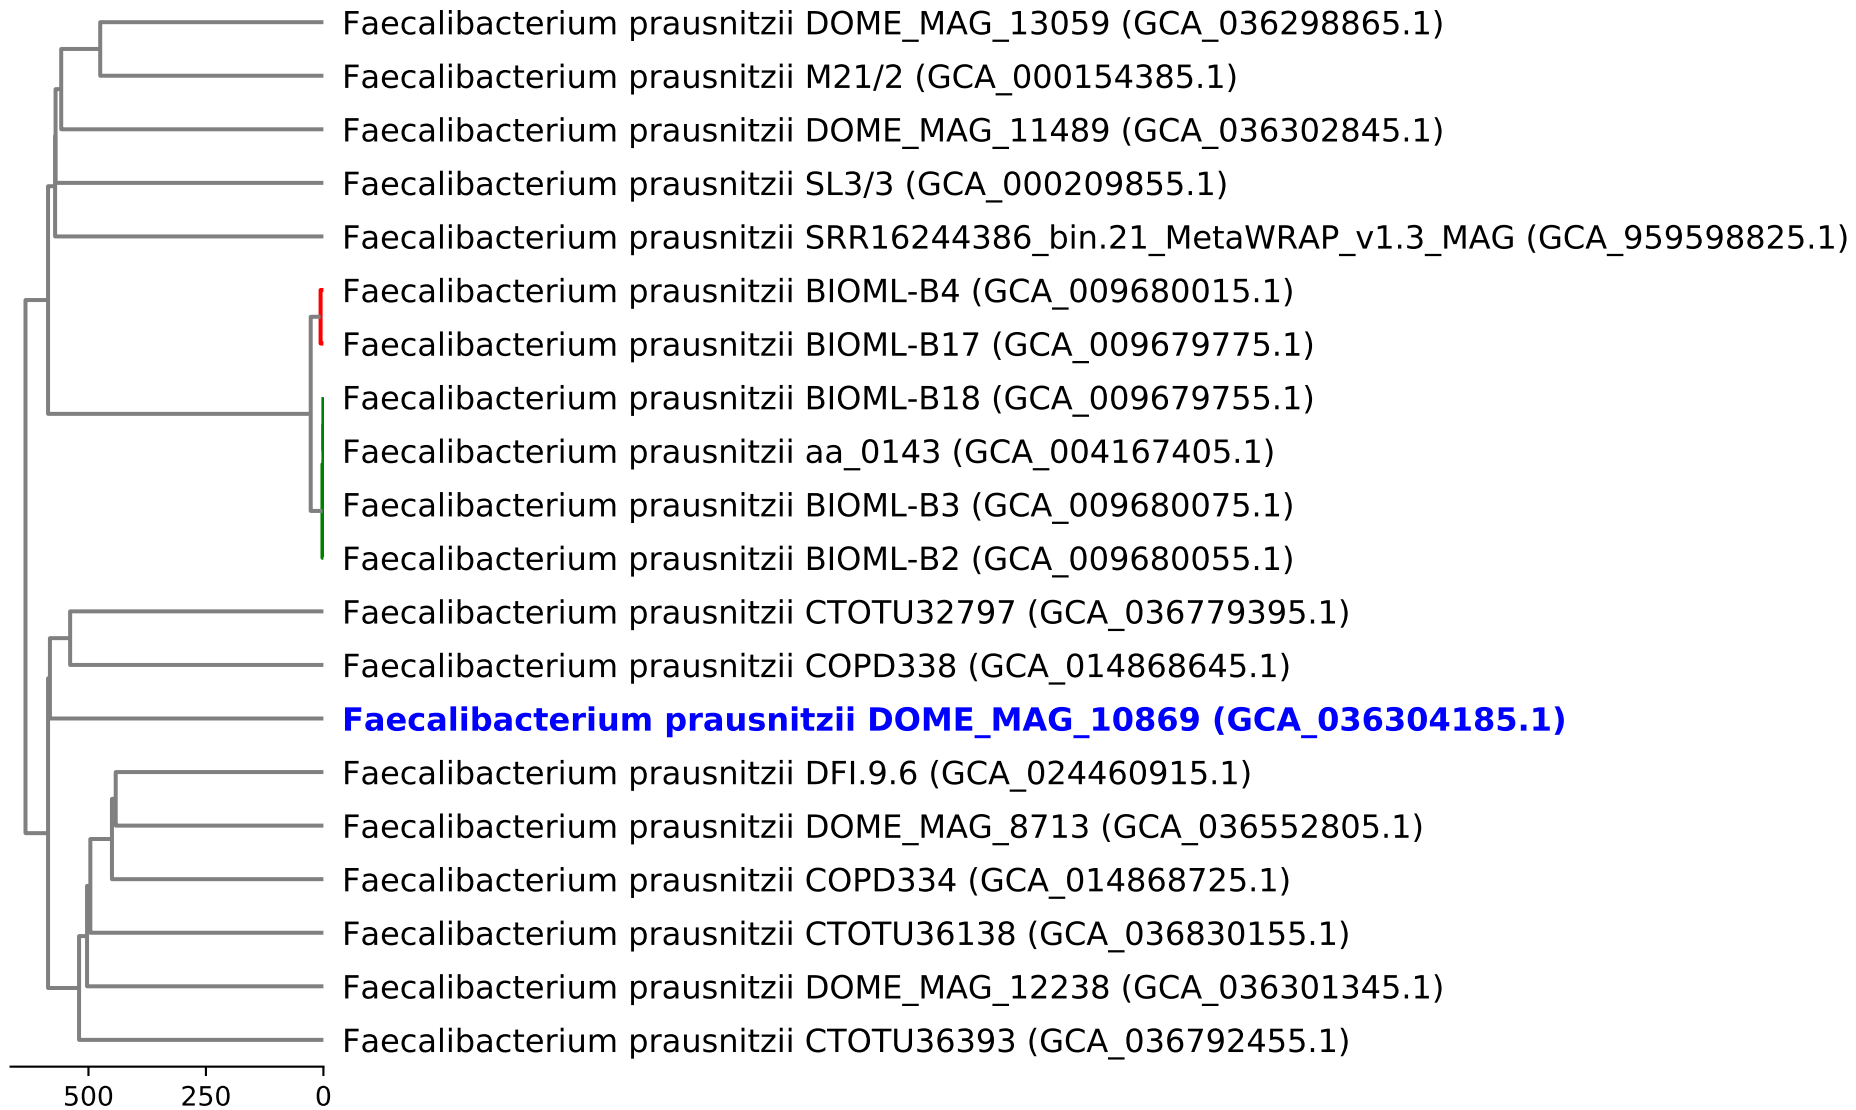 Faecalibacterium prausnitzii DOME_MAG_13059 (GCA_036298865.1)
Faecalibacterium prausnitzii M21/2 (GCA_000154385.1)
Faecalibacterium prausnitzii DOME_MAG_11489 (GCA_036302845.1)
Faecalibacterium prausnitzii SL3/3 (GCA_000209855.1)
Faecalibacterium prausnitzii SRR16244386_bin.21_MetaWRAP_v1.3_MAG (GCA_959598825.1)
Faecalibacterium prausnitzii BIOML-B4 (GCA_009680015.1)
Faecalibacterium prausnitzii BIOML-B17 (GCA_009679775.1)
Faecalibacterium prausnitzii BIOML-B18 (GCA_009679755.1)
Faecalibacterium prausnitzii aa_0143 (GCA_004167405.1)
Faecalibacterium prausnitzii BIOML-B3 (GCA_009680075.1)
Faecalibacterium prausnitzii BIOML-B2 (GCA_009680055.1)
Faecalibacterium prausnitzii CTOTU32797 (GCA_036779395.1)
Faecalibacterium prausnitzii COPD338 (GCA_014868645.1)
Faecalibacterium prausnitzii DOME_MAG_10869 (GCA_036304185.1)
Faecalibacterium prausnitzii DFI.9.6 (GCA_024460915.1)
Faecalibacterium prausnitzii DOME_MAG_8713 (GCA_036552805.1)
Faecalibacterium prausnitzii COPD334 (GCA_014868725.1)
Faecalibacterium prausnitzii CTOTU36138 (GCA_036830155.1)
Faecalibacterium prausnitzii DOME_MAG_12238 (GCA_036301345.1)
Faecalibacterium prausnitzii CTOTU36393 (GCA_036792455.1)
500 250 0